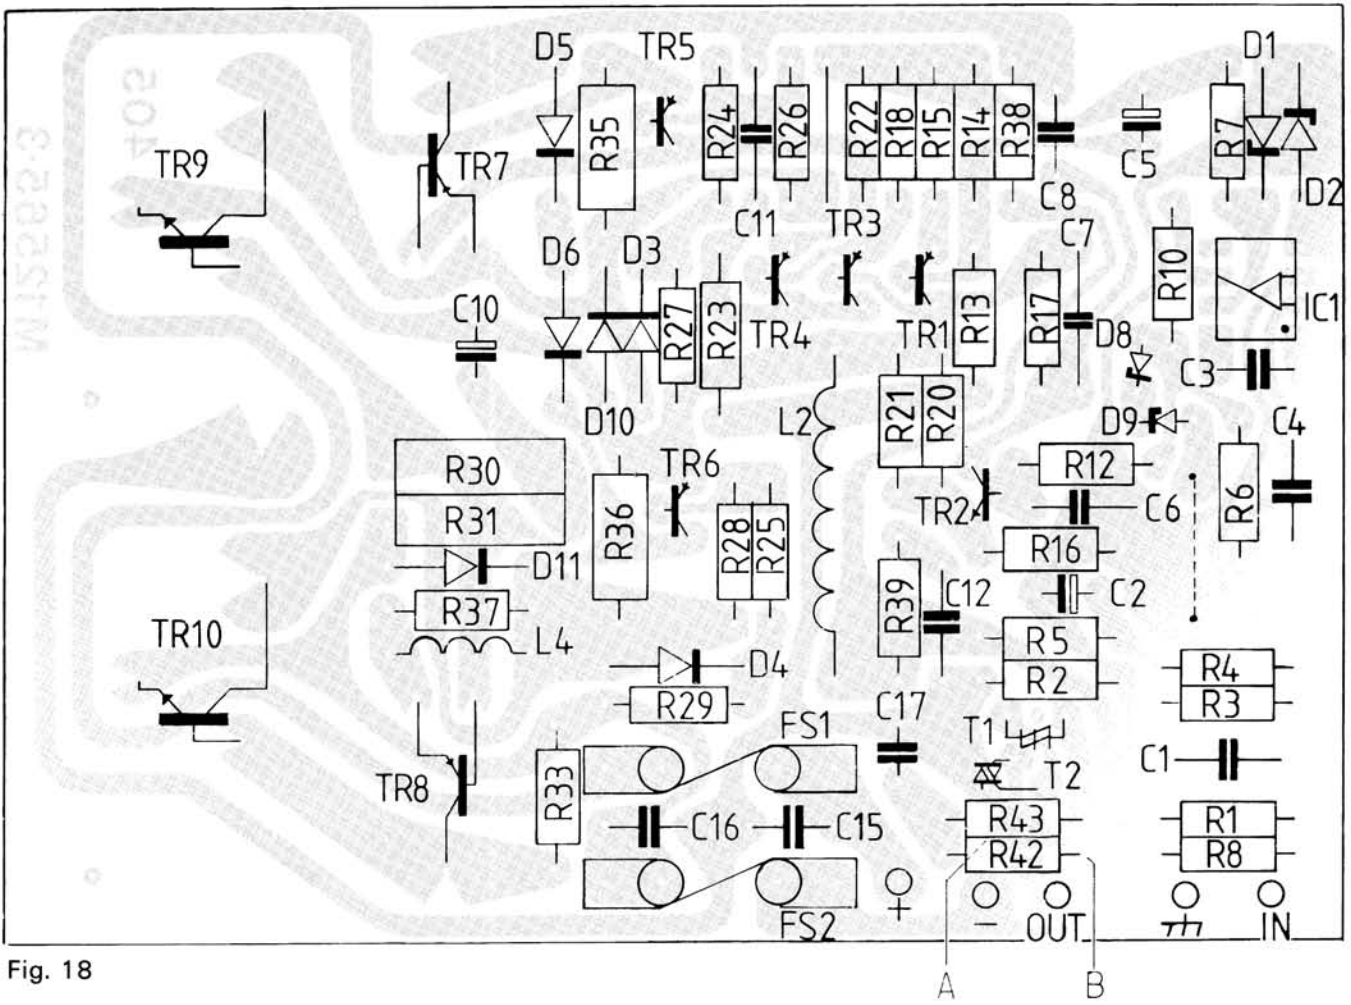 D5
TR5
D1
405
M12565-3
TR9
TR7
R35
R24
R26
R22
R18
R15
R14
R38
C5
R7
C8
D2
C11
TR3
C7
D6
D3
R10
IC1
C10
R27
R23
TR4
TR1
R13
R17
D8
C3
D10
L2
R21
R20
D9
C4
R30
TR6
R12
R31
R36
R28
R25
TR2
C6
R6
R16
D11
R37
R39
C12
C2
TR10
L4
D4
R5
R4
R2
R3
R29
C17
FS1
T1
C1
TR8
R33
T2
C16
C15
R43
R1
R42
R8
FS2
+
− OUT
IN
Fig. 18
A
B